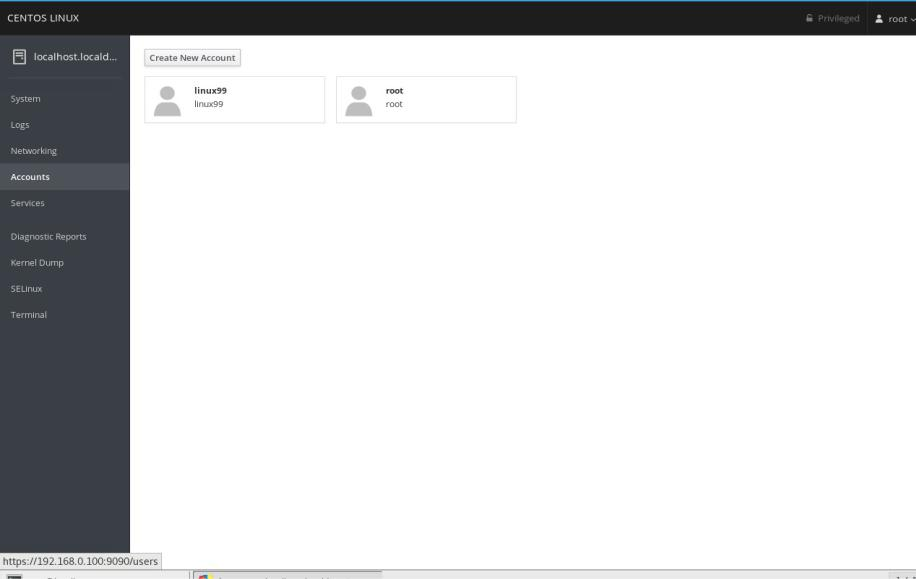 CENTOS LINUX
Privileged
root
localhost.locald...
Create New Account
linux99
linux99
root
root
System
Logs
Networking
Accounts
Services
Diagnostic Reports
Kernel Dump
SELinux
Terminal
https://192.168.0.100:9090/users